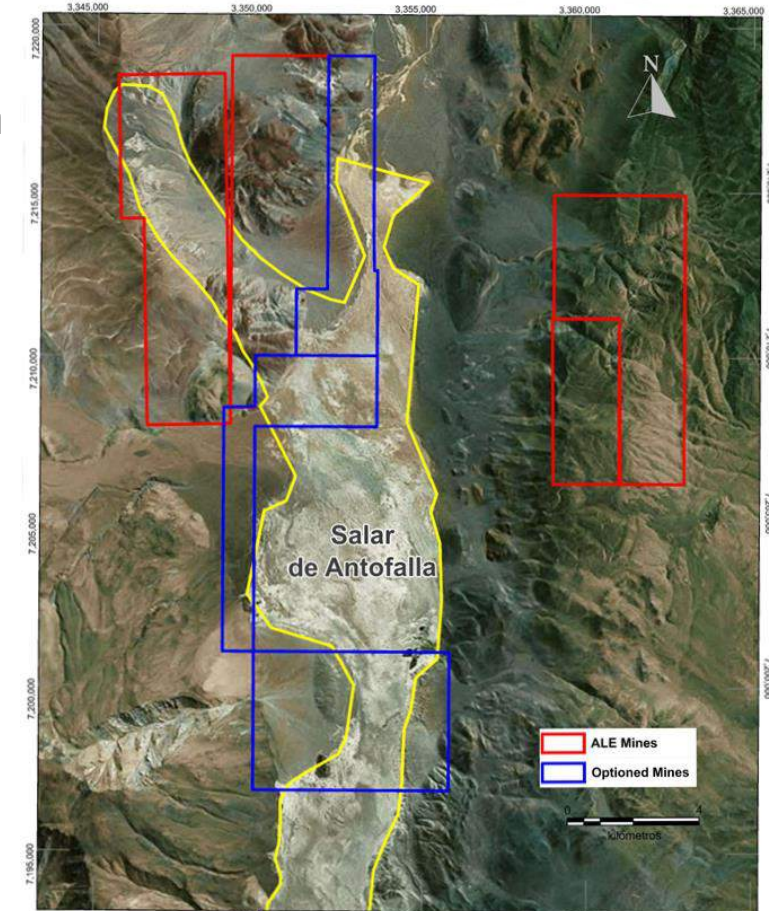 3,345,000
3,350,000
3,355,000
3,360,000
3,365,000
7,220,000
7,215,000
7,210,000
7,205,000
7,200,000
7,195,000
N
Salar
de Antofalla
ALE Mines
Optioned Mines
0 4
kilómetros